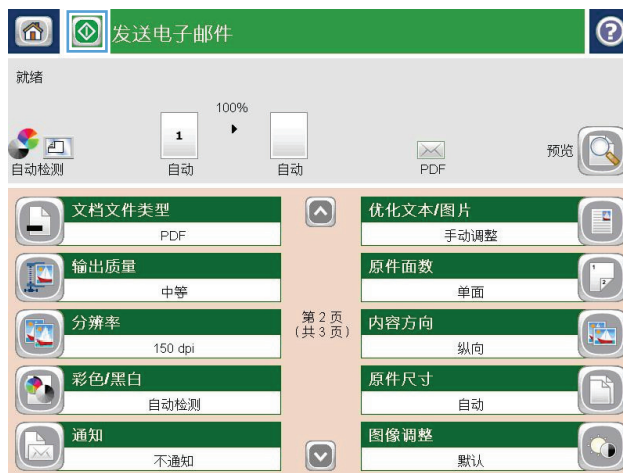 发送电子邮件
就绪
100%
1
自动检测
自动
自动
PDF
预览
文档文件类型
PDF
优化文本/图片
手动调整
输出质量
中等
原件面数
单面
第 2 页
(共 3 页)
分辨率
150 dpi
内容方向
纵向
彩色/黑白
自动检测
原件尺寸
自动
通知
不通知
图像调整
默认